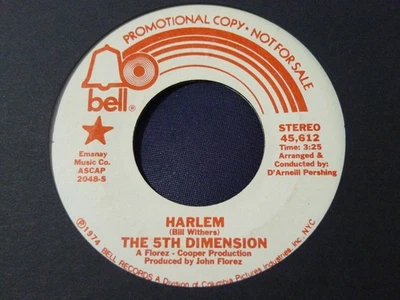 PROMOTIONAL COPY • NOT FOR SALE
bell®
STEREO
45,612
Time: 3:25
Arranged &
Conducted by:
D'Arneill Pershing
Emanay
Music Co.
ASCAP
2048-S
HARLEM
(Bill Withers)
THE 5TH DIMENSION
A Florez - Cooper Production
Produced by John Florez
©1974, BELL RECORDS A Division of Columbia Pictures Industries Inc. NYC